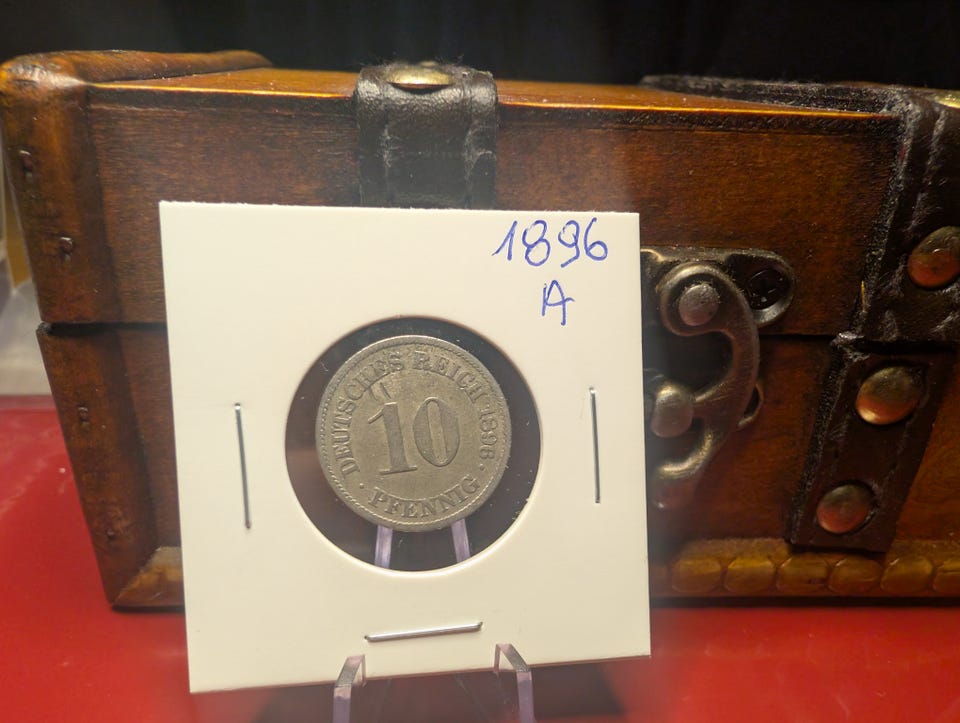 1896
A
DEUTSCHES REICH 1896
10
PFENNIG